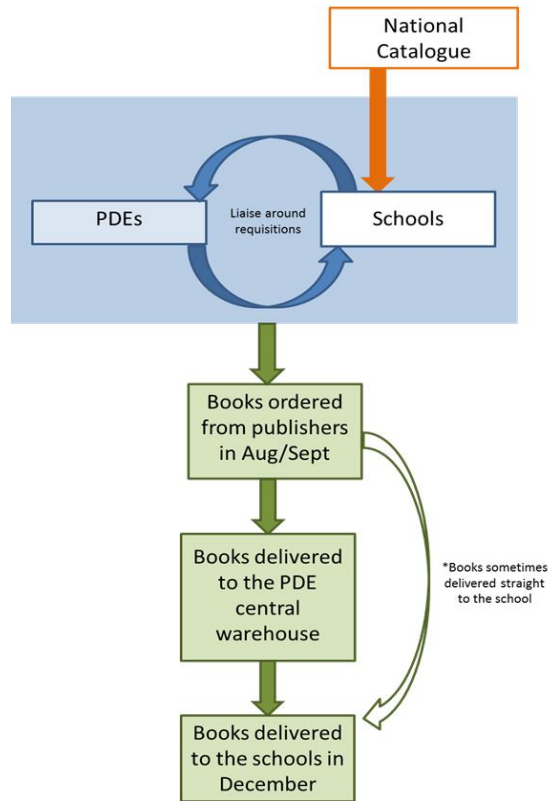 National
Catalogue
PDEs
Liaise around
requisitions
Schools
Books ordered
from publishers
in Aug/Sept
Books delivered
to the PDE
central
warehouse
*Books sometimes
delivered straight
to the school
Books delivered
to the schools in
December